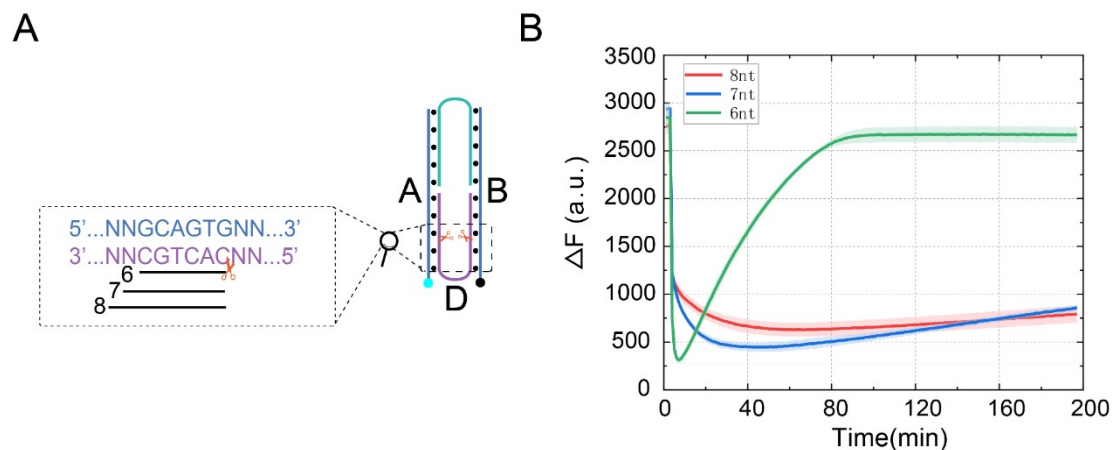 A
A
B
D
5’...NNGCAGTGNN...3’
3’...NNCGTCACNN...5’
6
7
8
B
3500
3000
2500
2000
1500
1000
500
0
ΔF (a.u.)
8nt
7nt
6nt
0
40
80
120
160
200
Time(min)